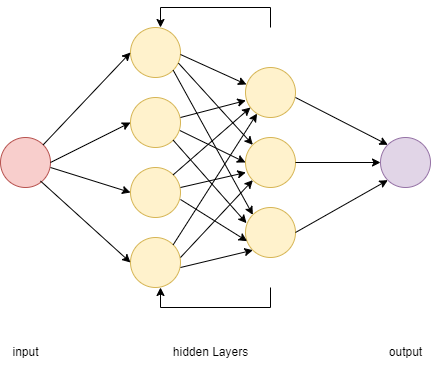 input
hidden Layers
output